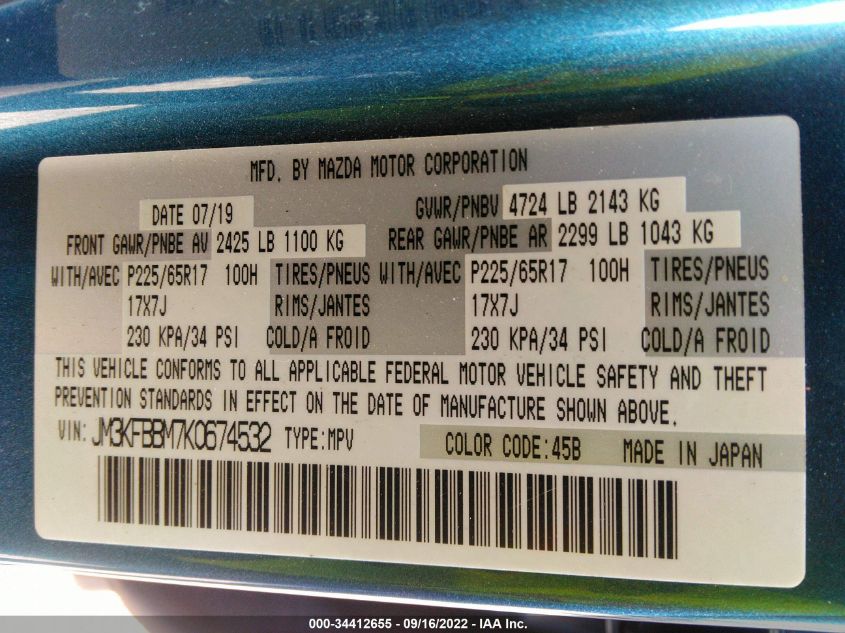 MFD. BY MAZDA MOTOR CORPORATION
DATE 07/19 GVWR/PNBV 4724 LB 2143 KG
FRONT GAWR/PNBE AV 2425 LB 1100 KG REAR GAWR/PNBE AR 2299 LB 1043 KG
WITH/AVEC P225/65R17 100H TIRES/PNEUS WITH/AVEC P225/65R17 100H TIRES/PNEUS
17X7J RIMS/JANTES 17X7J RIMS/JANTES
230 KPA/34 PSI COLD/A FROID 230 KPA/34 PSI COLD/A FROID
THIS VEHICLE CONFORMS TO ALL APPLICABLE FEDERAL MOTOR VEHICLE SAFETY AND THEFT
PREVENTION STANDARDS IN EFFECT ON THE DATE OF MANUFACTURE SHOWN ABOVE.
VIN: JM3KFBBM7K0674532 TYPE:MPV COLOR CODE:45B MADE IN JAPAN
000-34412655 - 09/16/2022 - IAA Inc.